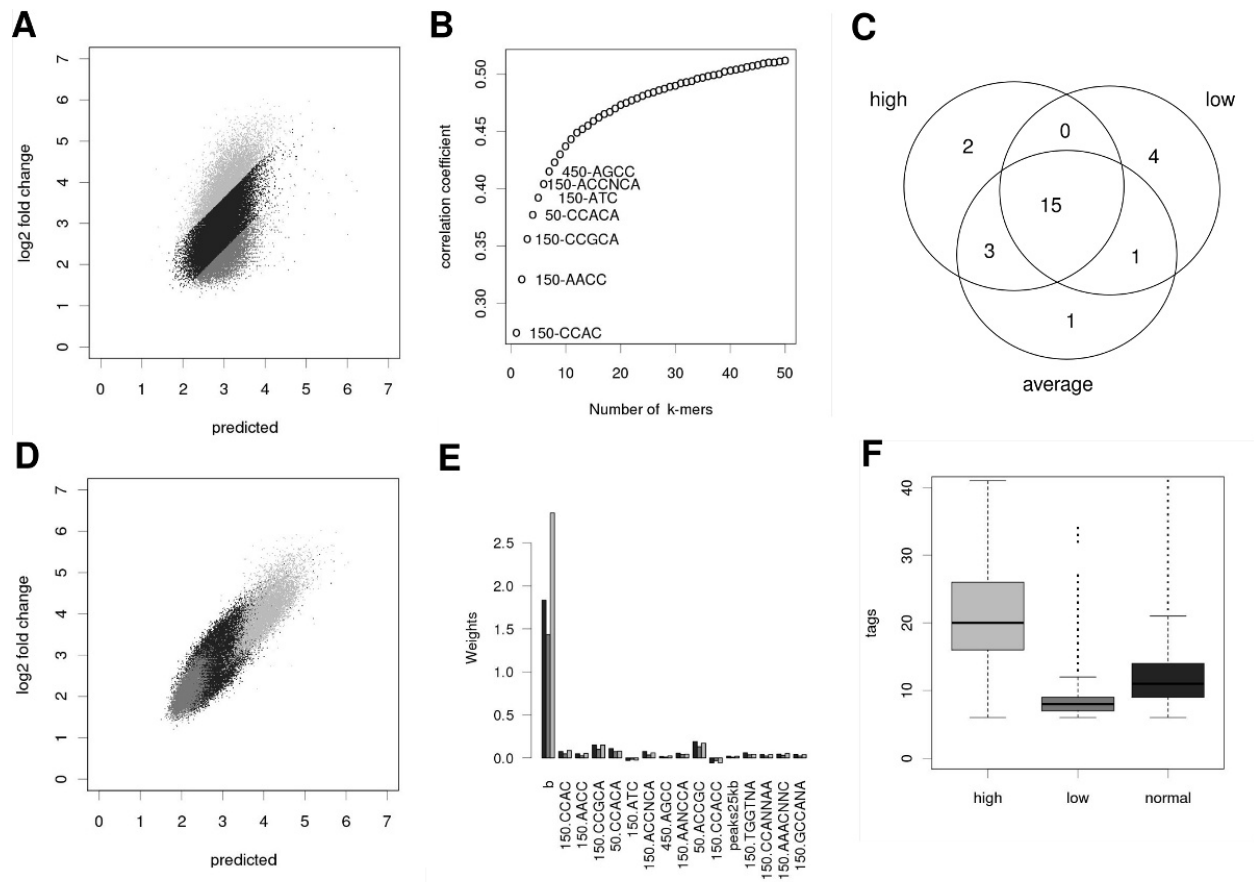 A
log2 fold change
7
6
5
4
3
2
1
0
0 1 2 3 4 5 6 7
predicted
B
correlation coefficient
0.50
0.45
0.40
0.35
0.30
450-AGCC
150-ACCNCA
150-ATC
50-CCACA
150-CCGCA
150-AACC
150-CCAC
0 10 20 30 40 50
Number of k-mers
C
high
low
2
0
4
15
3
1
1
average
D
log2 fold change
7
6
5
4
3
2
1
0
0 1 2 3 4 5 6 7
predicted
E
Weights
2.5
2.0
1.5
1.0
0.5
0.0
b
150.CCAC
150.AACC
150.CCGCA
50.CCACA
150.ATC
150.ACCNCA
450.AGCC
150.AANCCA
50.ACCGC
150.CCACC
peaks25kb
150.TGGTNA
150.CCANNAA
150.AAACNNC
150.GCCANA
F
tags
40
30
20
10
0
high low normal